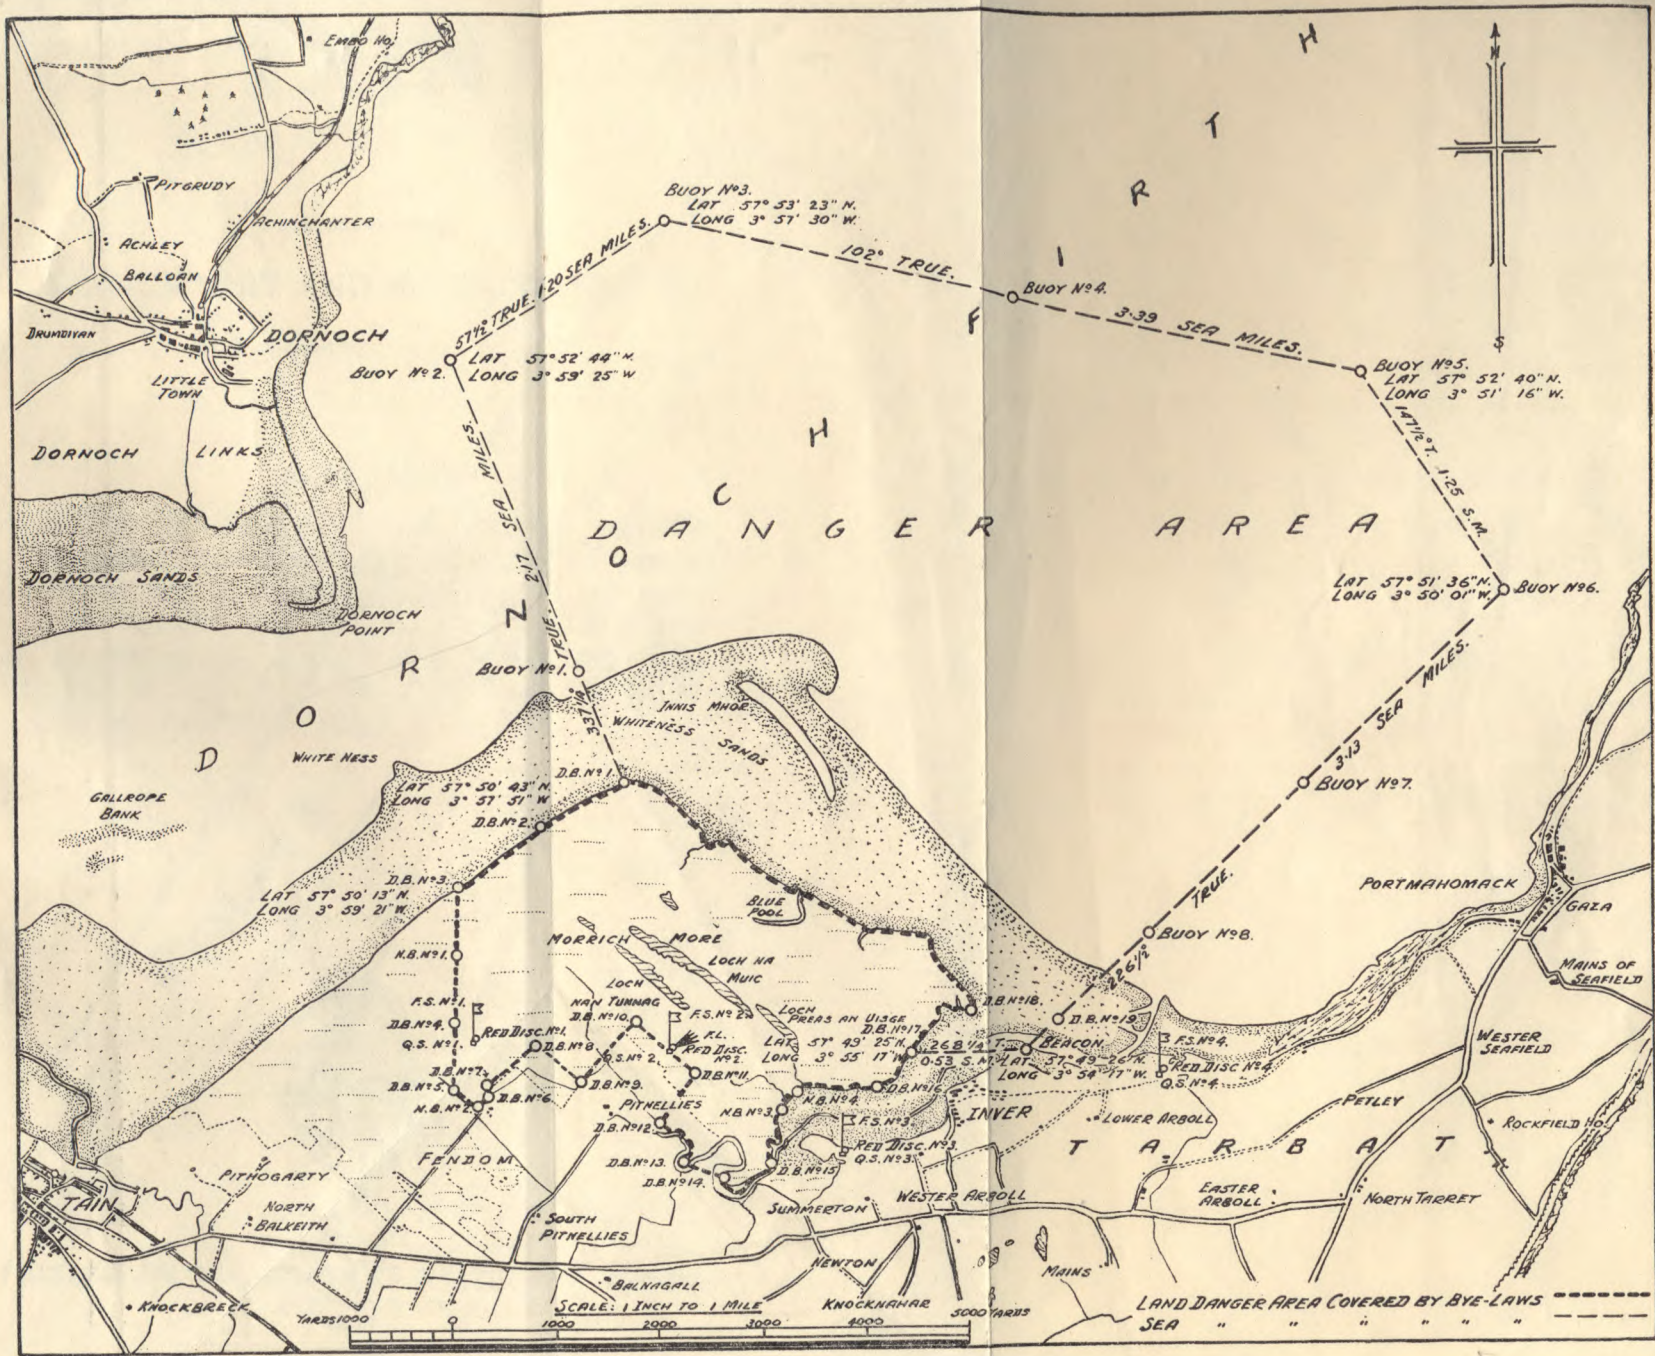 EMBO HO.
PITGRUDY
ACHINCHANTER
ACHLEY
BALLOAN
DRUMDIVAN
DORNOCH
LITTLE
TOWN
DORNOCH LINKS
DORNOCH SANDS
DORNOCH
POINT
DORNOCH FIRTH
N
S
BUOY Nº3.
LAT 57° 53' 23" N.
LONG 3° 57' 30" W.
57½° TRUE. 1·20 SEA MILES.
102° TRUE.
BUOY Nº4.
3·39 SEA MILES.
BUOY Nº2.
LAT 57° 52' 44" N.
LONG 3° 59' 25" W
BUOY Nº5.
LAT 57° 52' 40" N.
LONG 3° 51' 16" W.
147½° T. 1·25 S.M.
DANGER AREA
LAT 57° 51' 36" N.
LONG 3° 50' 01" W.
BUOY Nº6.
TRUE. 2·17 SEA MILES.
BUOY Nº1.
INNIS MHOR
WHITENESS SANDS
3·13 SEA MILES.
BUOY Nº7.
226½° TRUE.
BUOY Nº8.
WHITE NESS
GALLROPE
BANK
D.B.Nº1.
LAT 57° 50' 43" N.
LONG 3° 57' 51" W
D.B.Nº2.
D.B.Nº3.
LAT 57° 50' 13" N.
LONG 3° 59' 21" W.
BLUE
POOL
MORRICH MORE
LOCH NA
MUIC
LOCH
NAN TUNNAG
LOCH
PREAS AN UISGE
N.B.Nº1.
F.S.Nº1.
D.B.Nº4.
Q.S.Nº1.
RED DISC.Nº1.
D.B.Nº8.
D.B.Nº10.
F.S.Nº2.
F.L.
RED DISC.
Nº2.
Q.S.Nº2.
D.B.Nº17.
LAT 57° 49' 25" N.
LONG 3° 55' 17" W.
D.B.Nº18.
D.B.Nº19.
268¼° T.
0·53 S.M.
BEACON.
LAT 57° 49' 26" N.
LONG 3° 54' 17" W.
F.S.Nº4.
RED DISC Nº4.
Q.S.Nº4.
D.B.Nº7.
D.B.Nº5.
D.B.Nº6.
N.B.Nº2.
D.B.Nº9.
D.B.Nº11.
D.B.Nº16.
N.B.Nº4.
N.B.Nº3.
PITNELLIES
D.B.Nº12.
D.B.Nº13.
D.B.Nº14.
D.B.Nº15
F.S.Nº3.
RED DISC.Nº3.
Q.S.Nº3.
INVER
LOWER ARBOLL
PETLEY
PORTMAHOMACK
GAZA
MAINS OF
SEAFIELD
WESTER
SEAFIELD
ROCKFIELD HO.
TARBAT
FENDOM
PITHOGARTY
TAIN
NORTH
BALKEITH
SOUTH
PITNELLIES
SUMMERTON
WESTER ARBOLL
EASTER
ARBOLL
NORTH TARRET
NEWTON
MAINS
BALNAGALL
KNOCKBRECK
KNOCKNAHAR
SCALE: 1 INCH TO 1 MILE
YARDS 1000 0 1000 2000 3000 4000 5000 YARDS
LAND DANGER AREA COVERED BY BYE-LAWS
SEA " " " " "